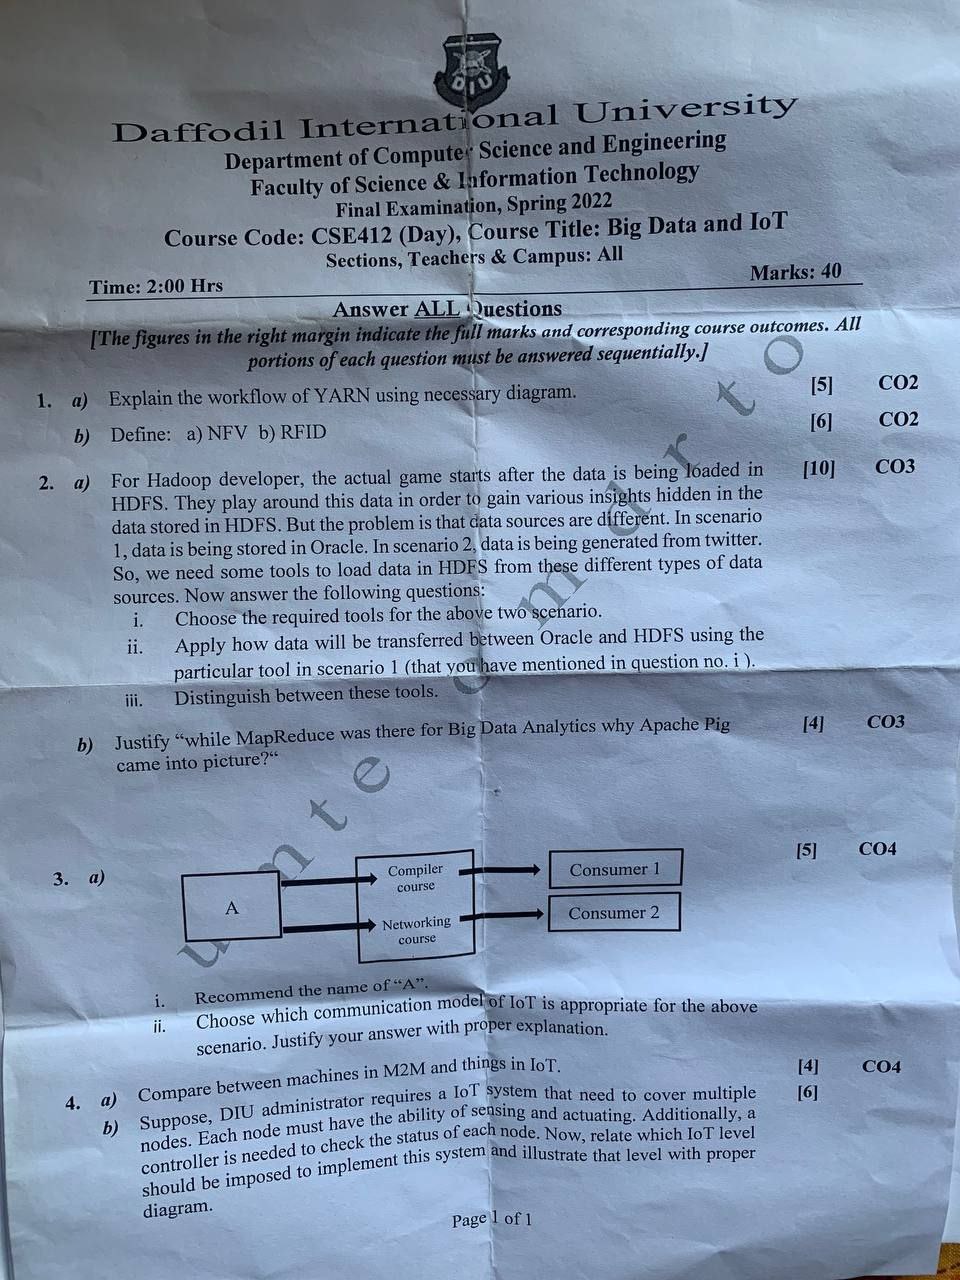 DIU
Daffodil International University
Department of Computer Science and Engineering
Faculty of Science & Information Technology
Final Examination, Spring 2022
Course Code: CSE412 (Day), Course Title: Big Data and IoT
Sections, Teachers & Campus: All
Time: 2:00 Hrs Marks: 40
Answer ALL Questions
[The figures in the right margin indicate the full marks and corresponding course outcomes. All
portions of each question must be answered sequentially.]
1. a) Explain the workflow of YARN using necessary diagram. [5] CO2
b) Define: a) NFV b) RFID [6] CO2
2. a) For Hadoop developer, the actual game starts after the data is being loaded in [10] CO3
HDFS. They play around this data in order to gain various insights hidden in the
data stored in HDFS. But the problem is that data sources are different. In scenario
1, data is being stored in Oracle. In scenario 2, data is being generated from twitter.
So, we need some tools to load data in HDFS from these different types of data
sources. Now answer the following questions:
i. Choose the required tools for the above two scenario.
ii. Apply how data will be transferred between Oracle and HDFS using the
particular tool in scenario 1 (that you have mentioned in question no. i ).
iii. Distinguish between these tools.
b) Justify “while MapReduce was there for Big Data Analytics why Apache Pig [4] CO3
came into picture?“
3. a) [5] CO4
A
Compiler
course
Networking
course
Consumer 1
Consumer 2
i. Recommend the name of “A”.
ii. Choose which communication model of IoT is appropriate for the above
scenario. Justify your answer with proper explanation.
4. a) Compare between machines in M2M and things in IoT. [4] CO4
b) Suppose, DIU administrator requires a IoT system that need to cover multiple [6]
nodes. Each node must have the ability of sensing and actuating. Additionally, a
controller is needed to check the status of each node. Now, relate which IoT level
should be imposed to implement this system and illustrate that level with proper
diagram.
Page 1 of 1